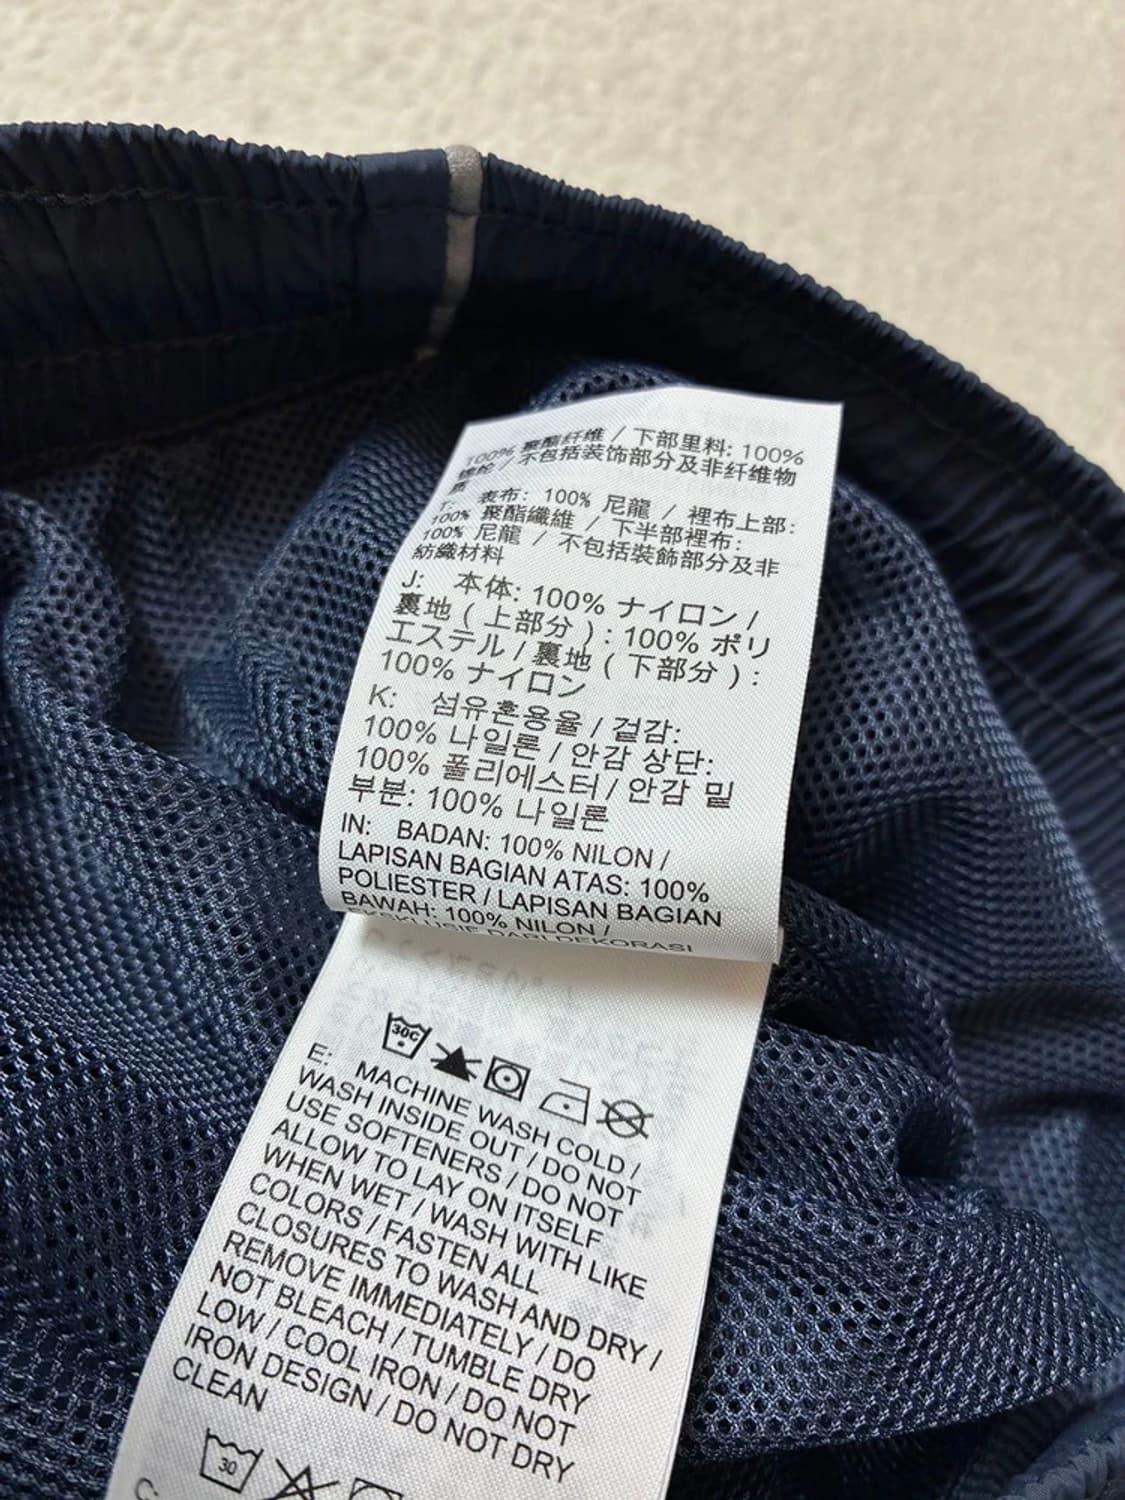 100% 聚酯纤维 / 下部里料: 100%
锦纶 / 不包括装饰部分及非纤维物
质
T: 表布: 100% 尼龍 / 裡布上部:
100% 聚酯纖維 / 下半部裡布:
100% 尼龍 / 不包括裝飾部分及非
紡織材料
J: 本体: 100% ナイロン /
裏地 ( 上部分 ) : 100% ポリ
エステル / 裏地 ( 下部分 ) :
100% ナイロン
K: 섬유혼용율 / 겉감:
100% 나일론 / 안감 상단:
100% 폴리에스터 / 안감 밑
부분: 100% 나일론
IN: BADAN: 100% NILON /
LAPISAN BAGIAN ATAS: 100%
POLIESTER / LAPISAN BAGIAN
BAWAH: 100% NILON /
DARI DEKORASI
30C
E: MACHINE WASH COLD /
WASH INSIDE OUT / DO NOT
USE SOFTENERS / DO NOT
ALLOW TO LAY ON ITSELF
WHEN WET / WASH WITH LIKE
COLORS / FASTEN ALL
CLOSURES TO WASH AND DRY /
REMOVE IMMEDIATELY / DO
NOT BLEACH / TUMBLE DRY
LOW / COOL IRON / DO NOT
IRON DESIGN / DO NOT DRY
CLEAN
30
C: